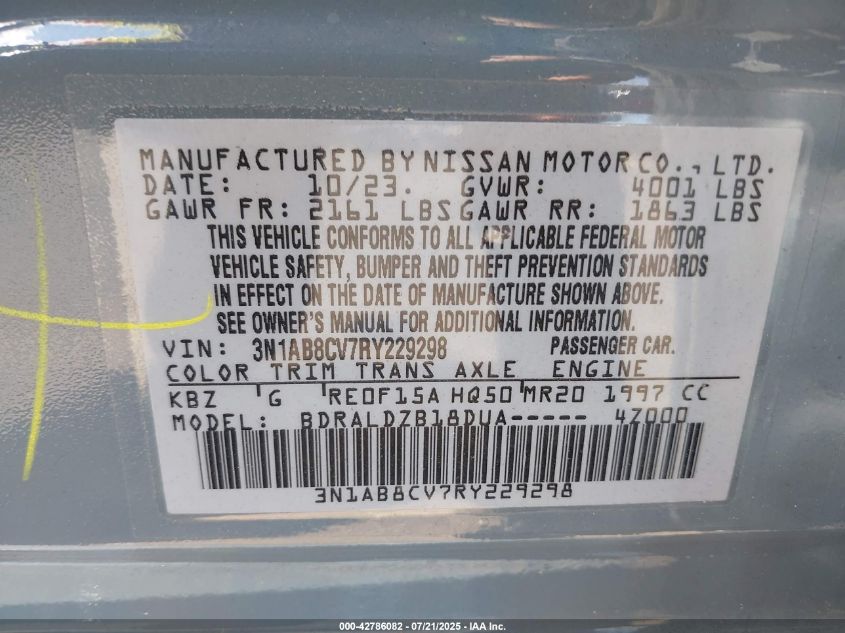 MANUFACTURED BY NISSAN MOTOR CO., LTD.
DATE: 10/23. GVWR: 4001 LBS
GAWR FR: 2161 LBS GAWR RR: 1863 LBS
THIS VEHICLE CONFORMS TO ALL APPLICABLE FEDERAL MOTOR
VEHICLE SAFETY, BUMPER AND THEFT PREVENTION STANDARDS
IN EFFECT ON THE DATE OF MANUFACTURE SHOWN ABOVE.
SEE OWNER'S MANUAL FOR ADDITIONAL INFORMATION.
VIN: 3N1AB8CV7RY229298 PASSENGER CAR.
COLOR TRIM TRANS AXLE ENGINE
KBZ G RE0F15A HQ50 MR20 1997 CC
MODEL: BDRALDZB18DUA----- 4Z000
3N1AB8CV7RY229298
000-42786082 - 07/21/2025 - IAA Inc.